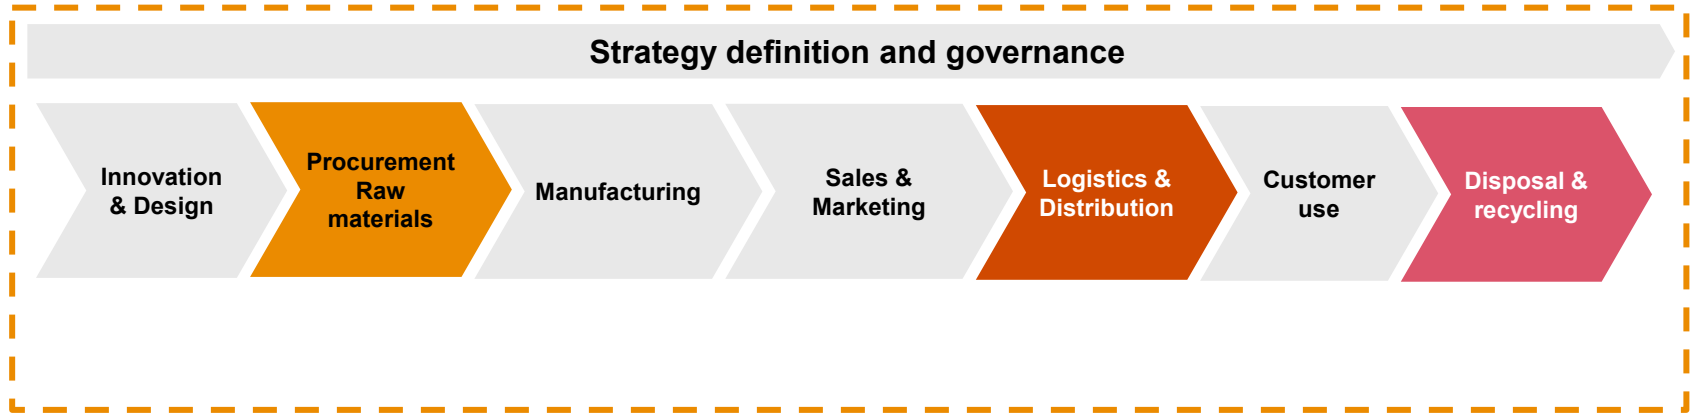 Strategy definition and governance
Innovation
& Design
Procurement
Raw
materials
Manufacturing
Sales &
Marketing
Logistics &
Distribution
Customer
use
Disposal &
recycling